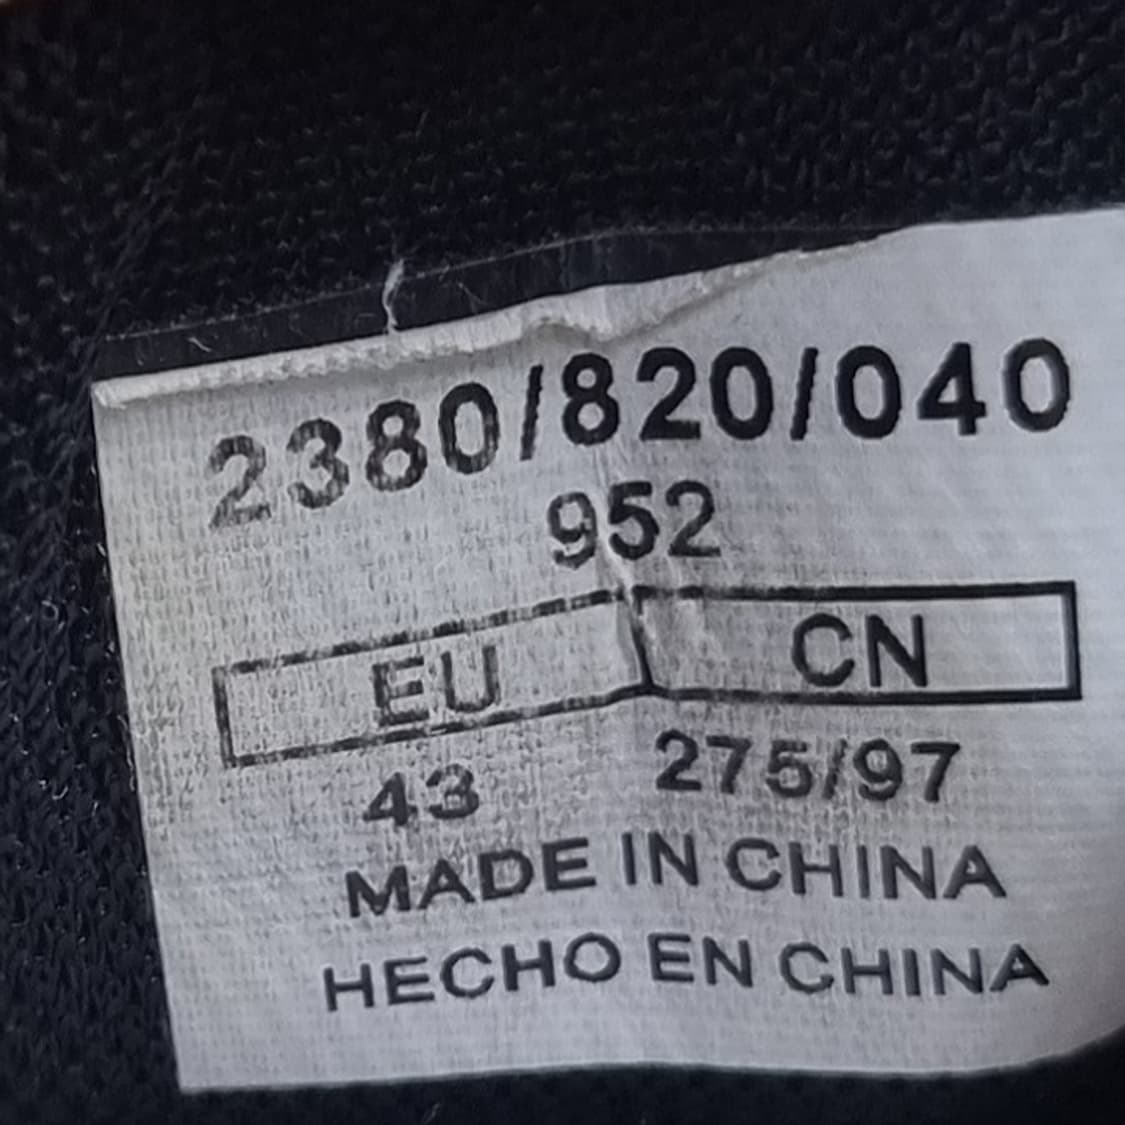 2380/820/040
952
EU CN
43 275/97
MADE IN CHINA
HECHO EN CHINA